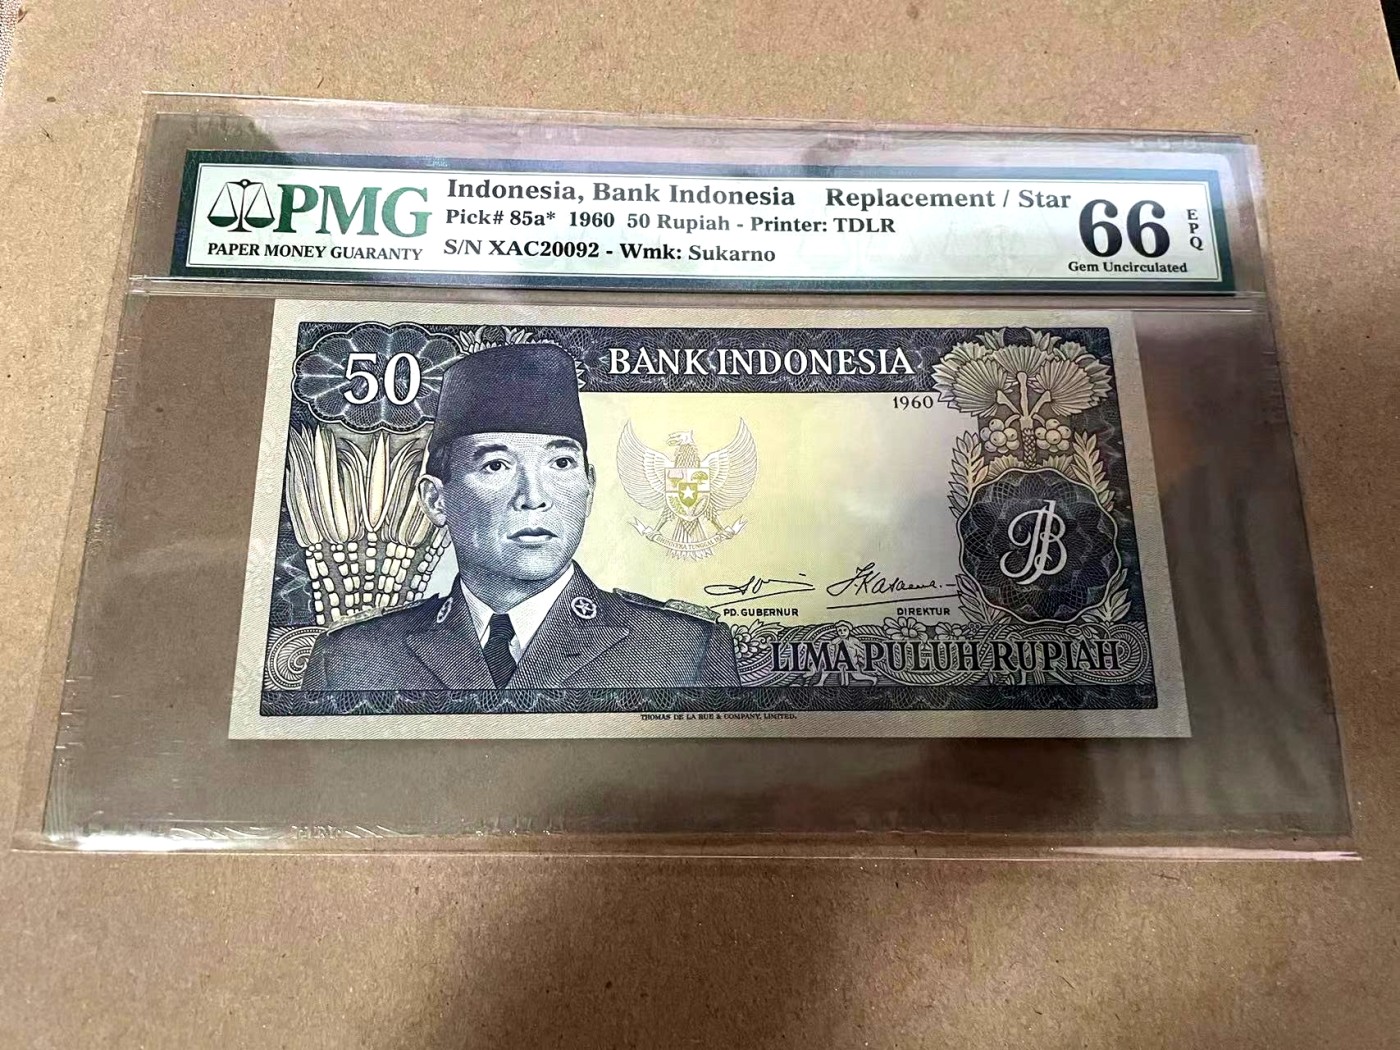 PMG
PAPER MONEY GUARANTY
Indonesia, Bank Indonesia Replacement / Star
Pick# 85a* 1960 50 Rupiah - Printer: TDLR
S/N XAC20092 - Wmk: Sukarno
66
EPQ
Gem Uncirculated
50
BANK INDONESIA
1960
PD. GUBERNUR
DIREKTUR
LIMA PULUH RUPIAH
THOMAS DE LA RUE & COMPANY, LIMITED.